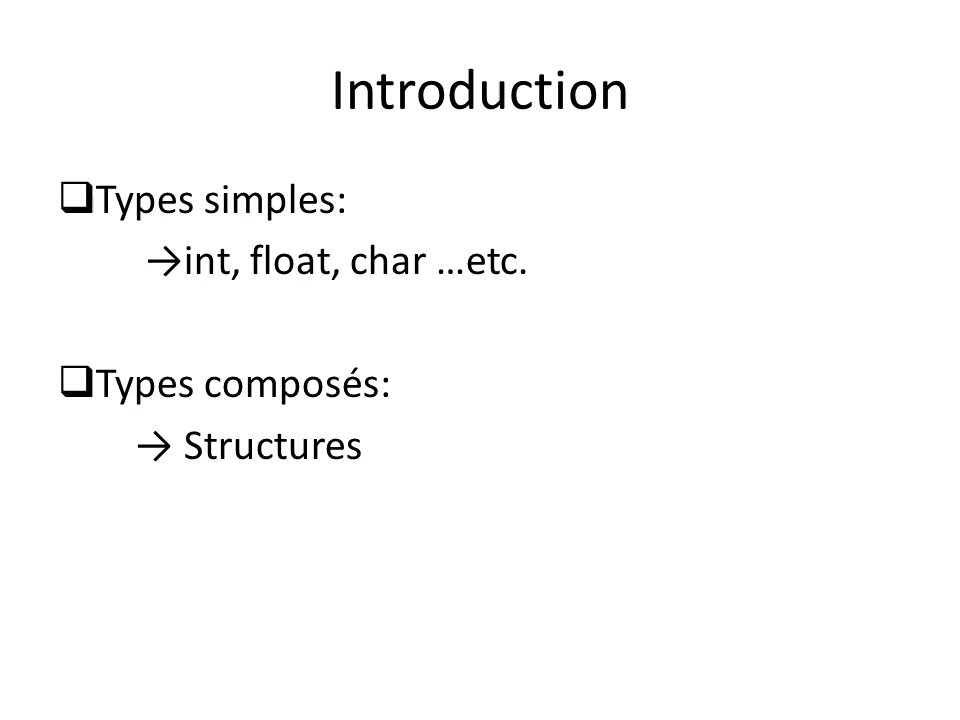 Introduction
❑Types simples:
→int, float, char …etc.
❑Types composés:
→ Structures